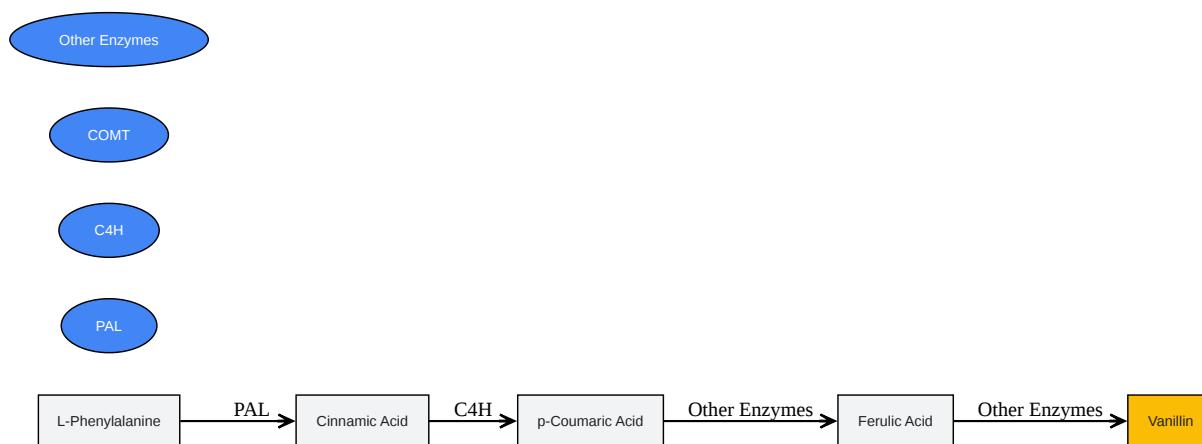 Other Enzymes
COMT
C4H
PAL
L-Phenylalanine
PAL
Cinnamic Acid
C4H
p-Coumaric Acid
Other Enzymes
Ferulic Acid
Other Enzymes
Vanillin